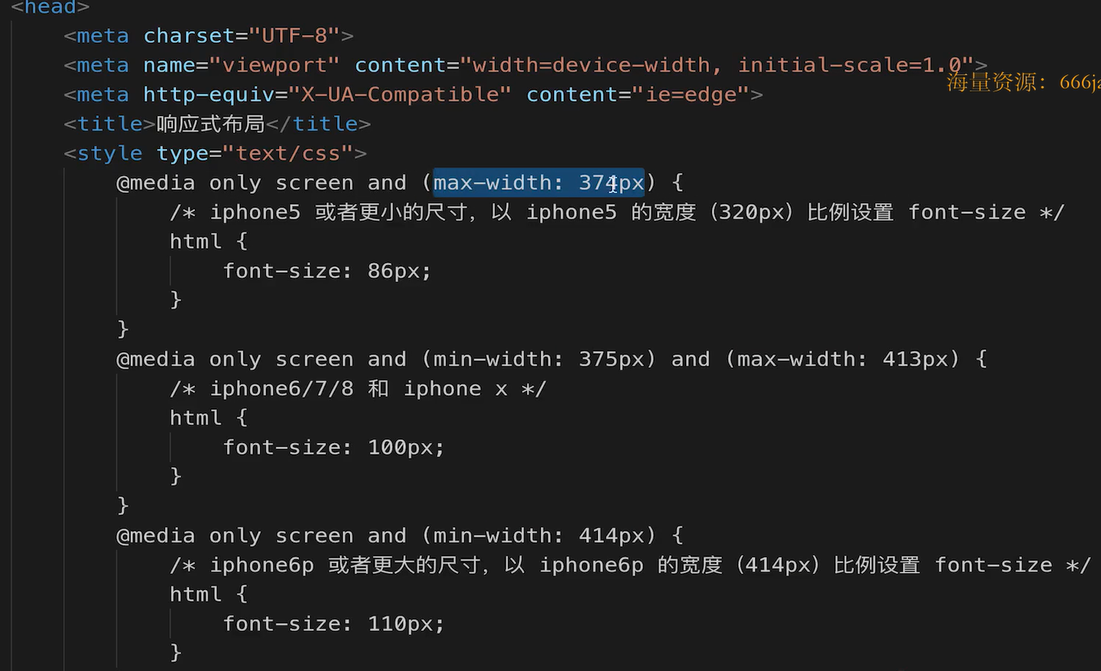 <head>
<meta charset="UTF-8">
<meta name="viewport" content="width=device-width, initial-scale=1.0">
海量资源：666ja
<meta http-equiv="X-UA-Compatible" content="ie=edge">
<title>响应式布局</title>
<style type="text/css">
@media only screen and (max-width: 374px) {
/* iphone5 或者更小的尺寸，以 iphone5 的宽度（320px）比例设置 font-size */
html {
font-size: 86px;
}
}
@media only screen and (min-width: 375px) and (max-width: 413px) {
/* iphone6/7/8 和 iphone x */
html {
font-size: 100px;
}
}
@media only screen and (min-width: 414px) {
/* iphone6p 或者更大的尺寸，以 iphone6p 的宽度（414px）比例设置 font-size */
html {
font-size: 110px;
}